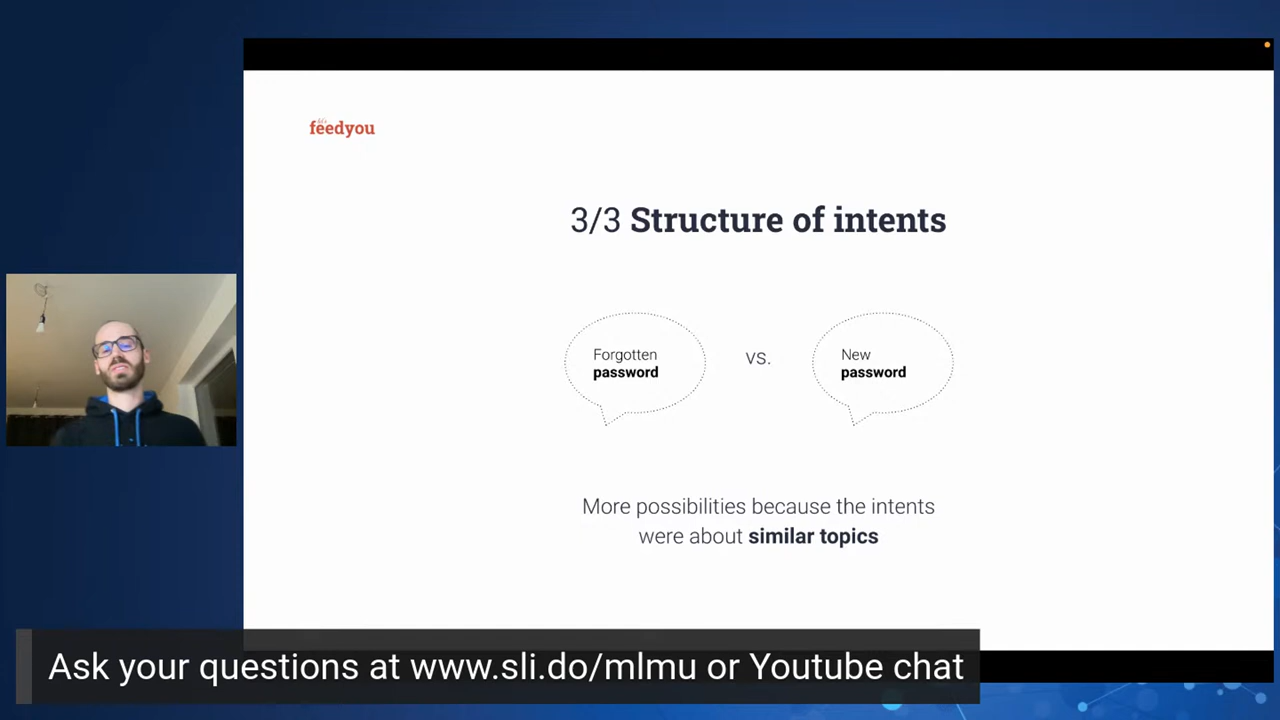 feedyou
3/3 Structure of intents
Forgotten
password
vs.
New
password
More possibilities because the intents
were about similar topics
Ask your questions at www.sli.do/mlmu or Youtube chat